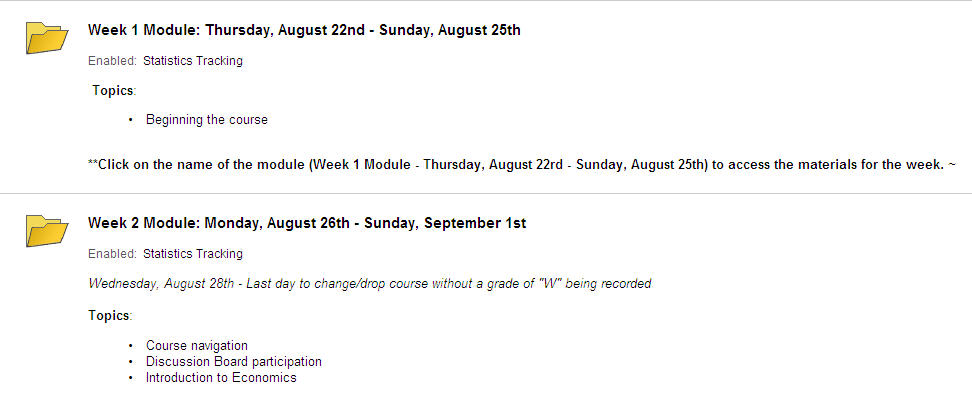 Week 1 Module: Thursday, August 22nd - Sunday, August 25th
Enabled: Statistics Tracking
Topics:
• Beginning the course
**Click on the name of the module (Week 1 Module - Thursday, August 22rd - Sunday, August 25th) to access the materials for the week. ~
Week 2 Module: Monday, August 26th - Sunday, September 1st
Enabled: Statistics Tracking
Wednesday, August 28th - Last day to change/drop course without a grade of "W" being recorded
Topics:
• Course navigation
• Discussion Board participation
• Introduction to Economics